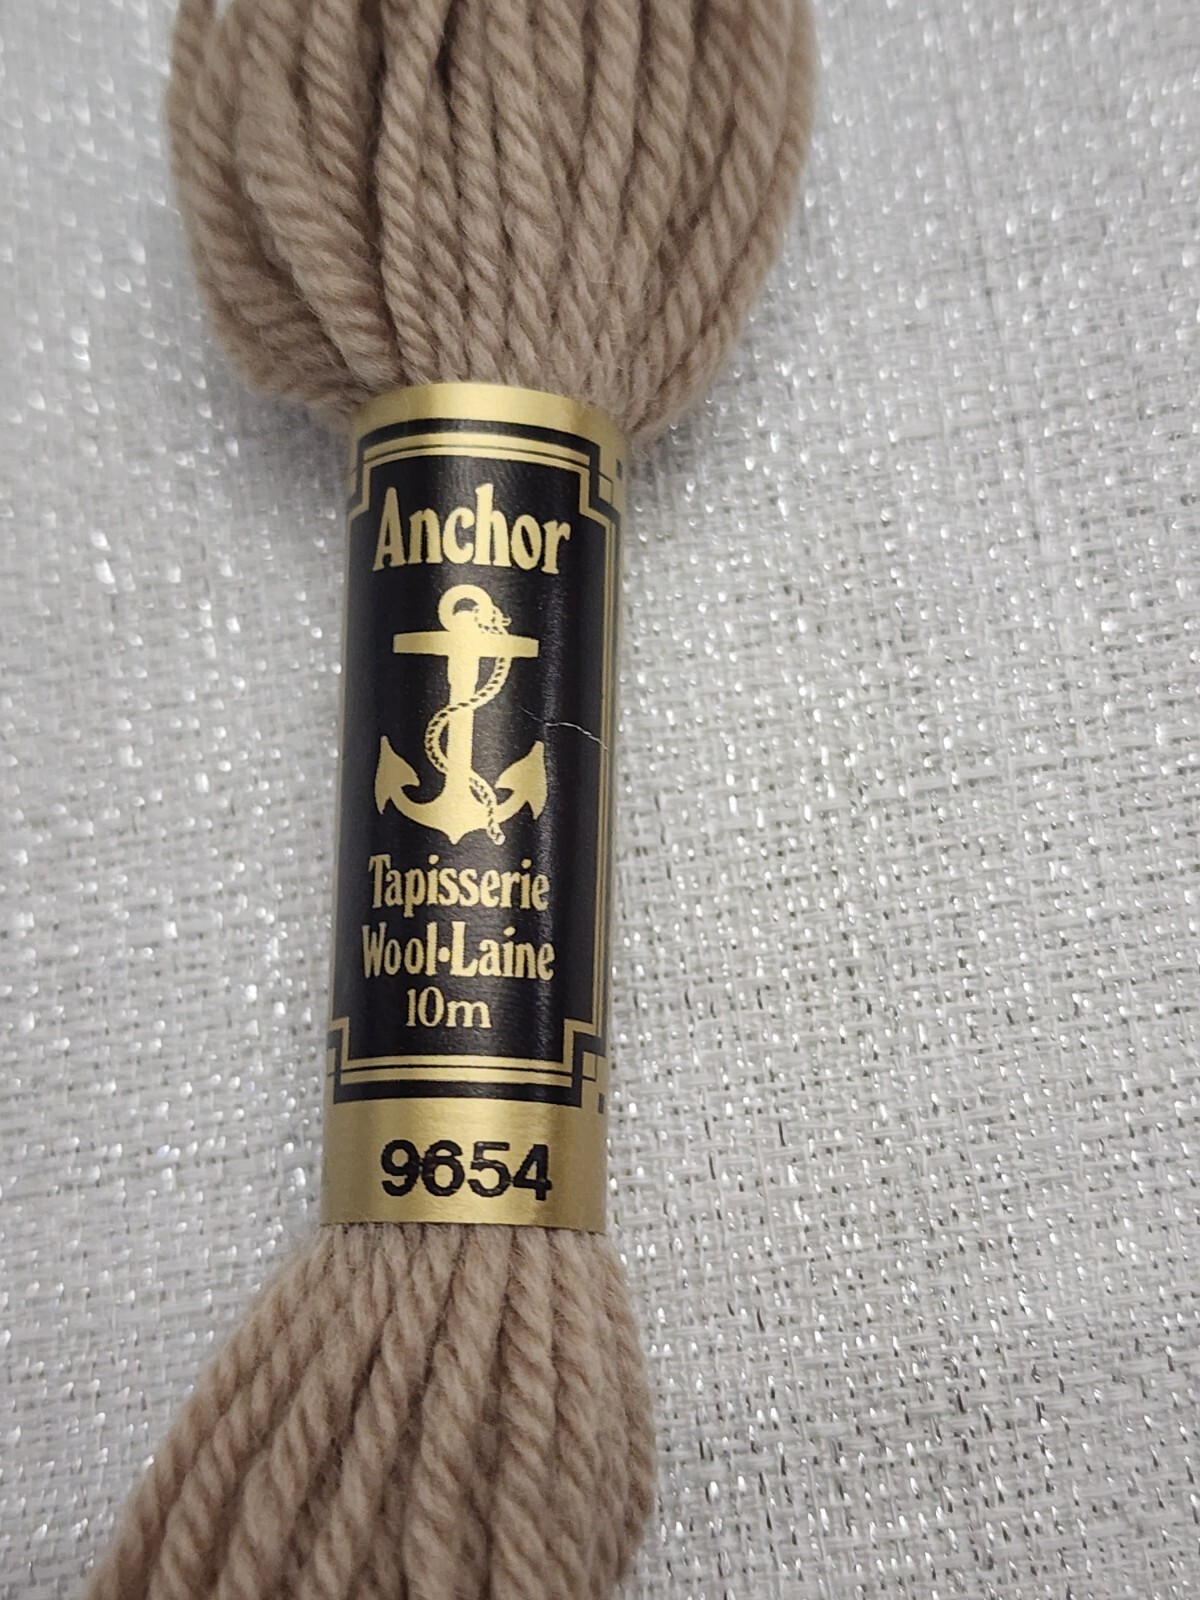 Anchor
Tapisserie
Wool•Laine
10m
9654